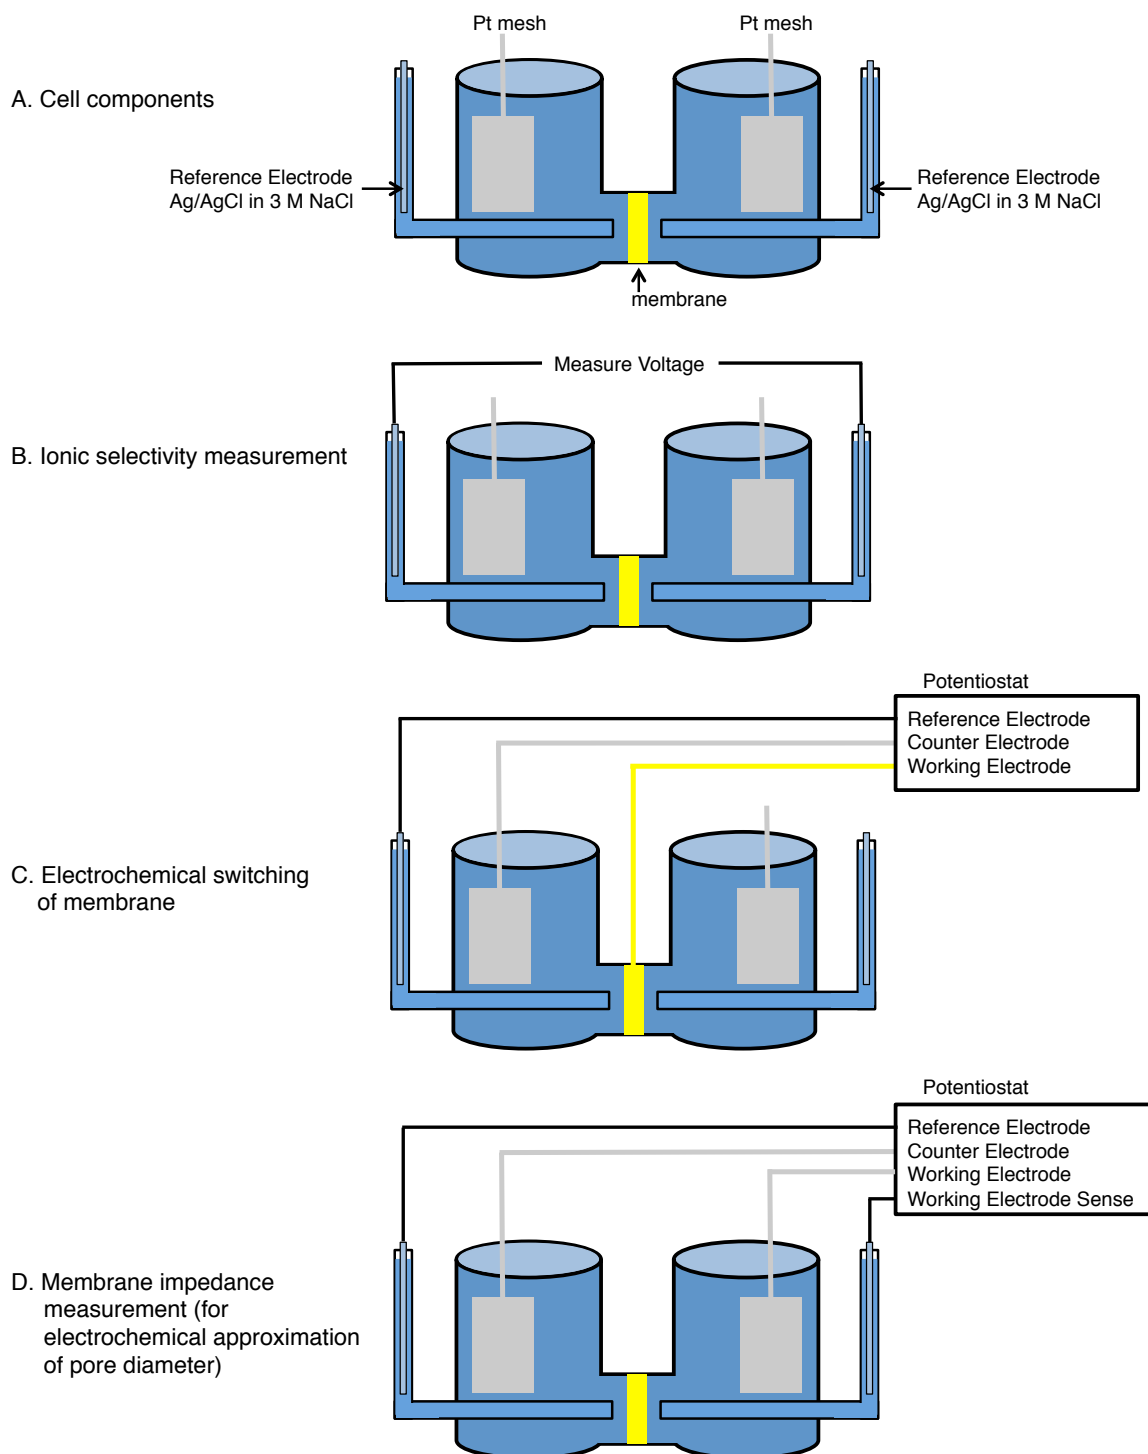 Pt mesh
Pt mesh
A. Cell components
Reference Electrode
Ag/AgCl in 3 M NaCl
Reference Electrode
Ag/AgCl in 3 M NaCl
membrane
Measure Voltage
B. Ionic selectivity measurement
Potentiostat
Reference Electrode
Counter Electrode
Working Electrode
C. Electrochemical switching
of membrane
Potentiostat
Reference Electrode
Counter Electrode
Working Electrode
Working Electrode Sense
D. Membrane impedance
measurement (for
electrochemical approximation
of pore diameter)